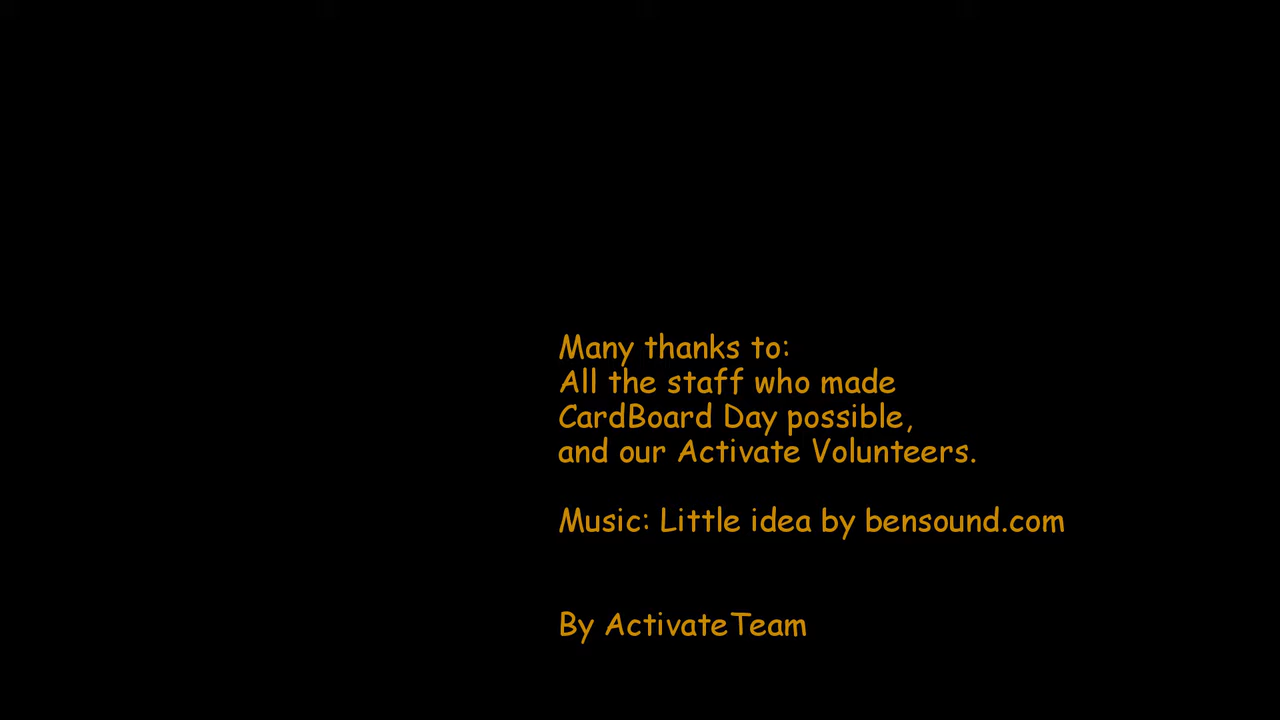 Many thanks to:
All the staff who made
CardBoard Day possible,
and our Activate Volunteers.
Music: Little idea by bensound.com
By ActivateTeam